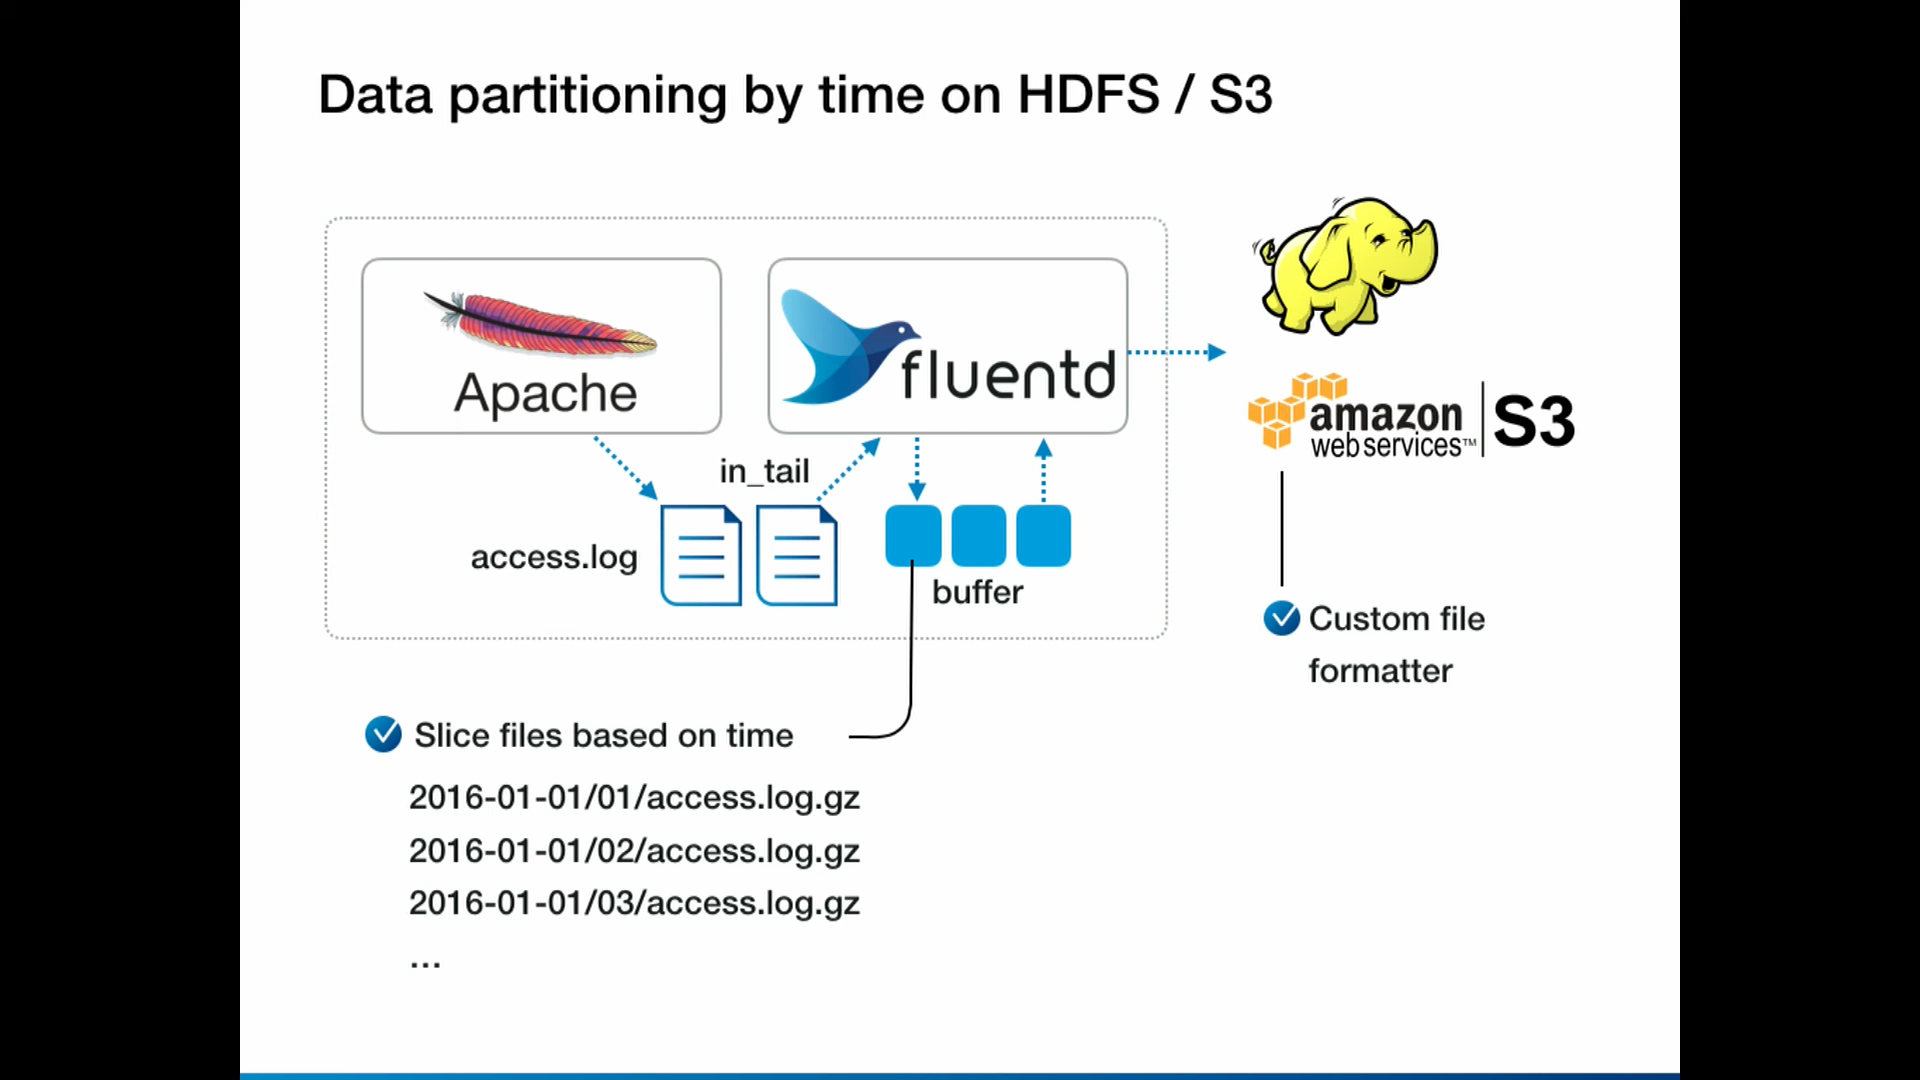 Data partitioning by time on HDFS / S3
Apache
fluentd
amazon
webservices™
S3
in_tail
access.log
buffer
Custom file
formatter
Slice files based on time
2016-01-01/01/access.log.gz
2016-01-01/02/access.log.gz
2016-01-01/03/access.log.gz
...